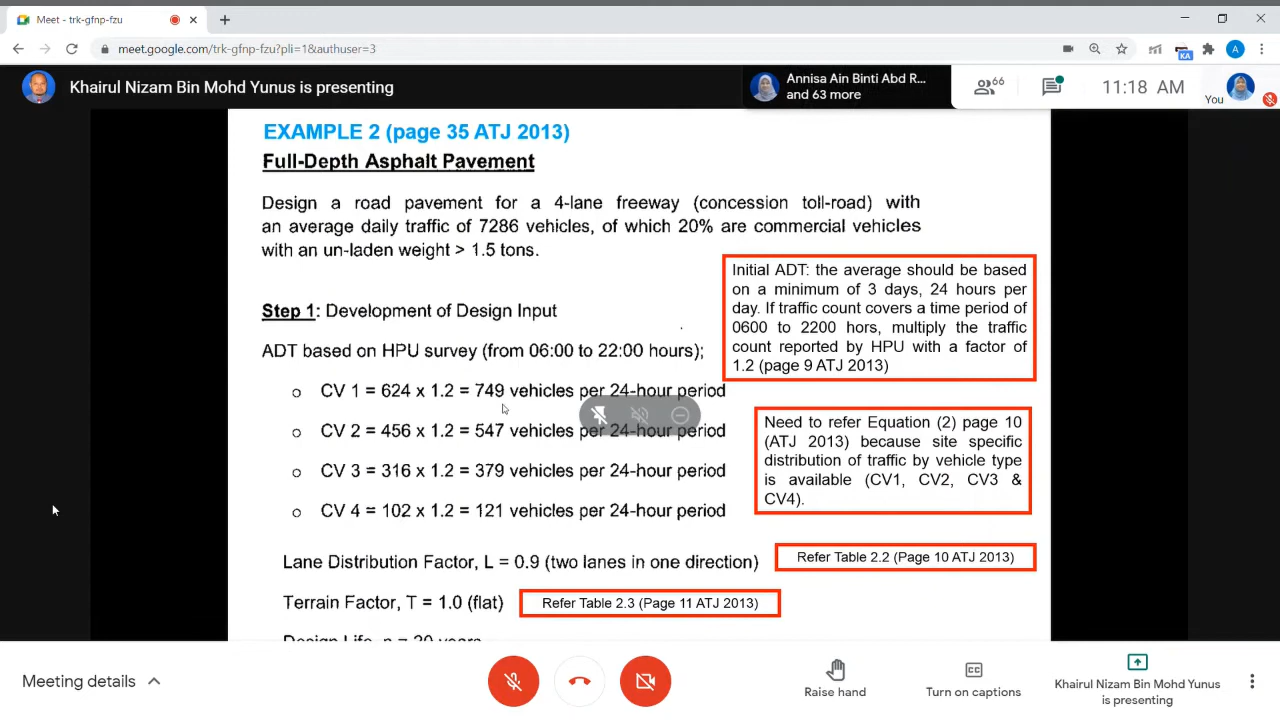 Meet - trk-gfnp-fzu
meet.google.com/trk-gfnp-fzu?pli=1&authuser=3
KA
A
Khairul Nizam Bin Mohd Yunus is presenting
Annisa Ain Binti Abd R...
and 63 more
66
11:18 AM
You
EXAMPLE 2 (page 35 ATJ 2013)
Full-Depth Asphalt Pavement
Design a road pavement for a 4-lane freeway (concession toll-road) with
an average daily traffic of 7286 vehicles, of which 20% are commercial vehicles
with an un-laden weight > 1.5 tons.
Initial ADT: the average should be based
on a minimum of 3 days, 24 hours per
day. If traffic count covers a time period of
0600 to 2200 hors, multiply the traffic
count reported by HPU with a factor of
1.2 (page 9 ATJ 2013)
Step 1: Development of Design Input
ADT based on HPU survey (from 06:00 to 22:00 hours);
CV 1 = 624 x 1.2 = 749 vehicles per 24-hour period
CV 2 = 456 x 1.2 = 547 vehicles per 24-hour period
CV 3 = 316 x 1.2 = 379 vehicles per 24-hour period
CV 4 = 102 x 1.2 = 121 vehicles per 24-hour period
Need to refer Equation (2) page 10
(ATJ 2013) because site specific
distribution of traffic by vehicle type
is available (CV1, CV2, CV3 &
CV4).
Lane Distribution Factor, L = 0.9 (two lanes in one direction)
Refer Table 2.2 (Page 10 ATJ 2013)
Terrain Factor, T = 1.0 (flat)
Refer Table 2.3 (Page 11 ATJ 2013)
Design Life, n = 20 years
Meeting details
Raise hand
CC
Turn on captions
Khairul Nizam Bin Mohd Yunus
is presenting